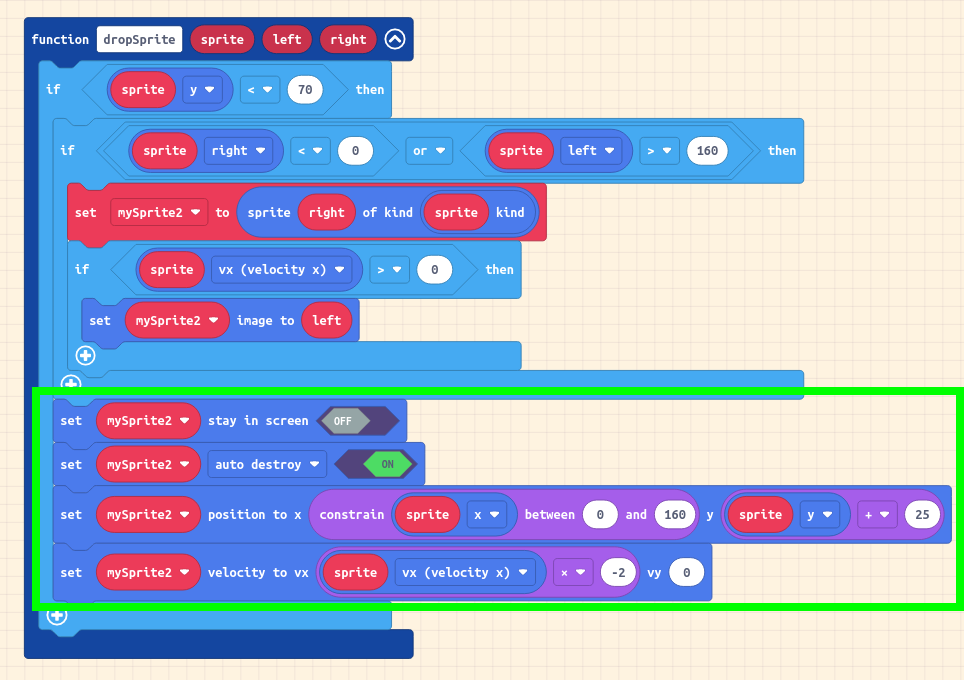 function dropSprite sprite left right
if sprite y < 70 then
if sprite right < 0 or sprite left > 160 then
set mySprite2 to sprite right of kind sprite kind
if sprite vx (velocity x) > 0 then
set mySprite2 image to left
set mySprite2 stay in screen OFF
set mySprite2 auto destroy ON
set mySprite2 position to x constrain sprite x between 0 and 160 y sprite y + 25
set mySprite2 velocity to vx sprite vx (velocity x) × -2 vy 0